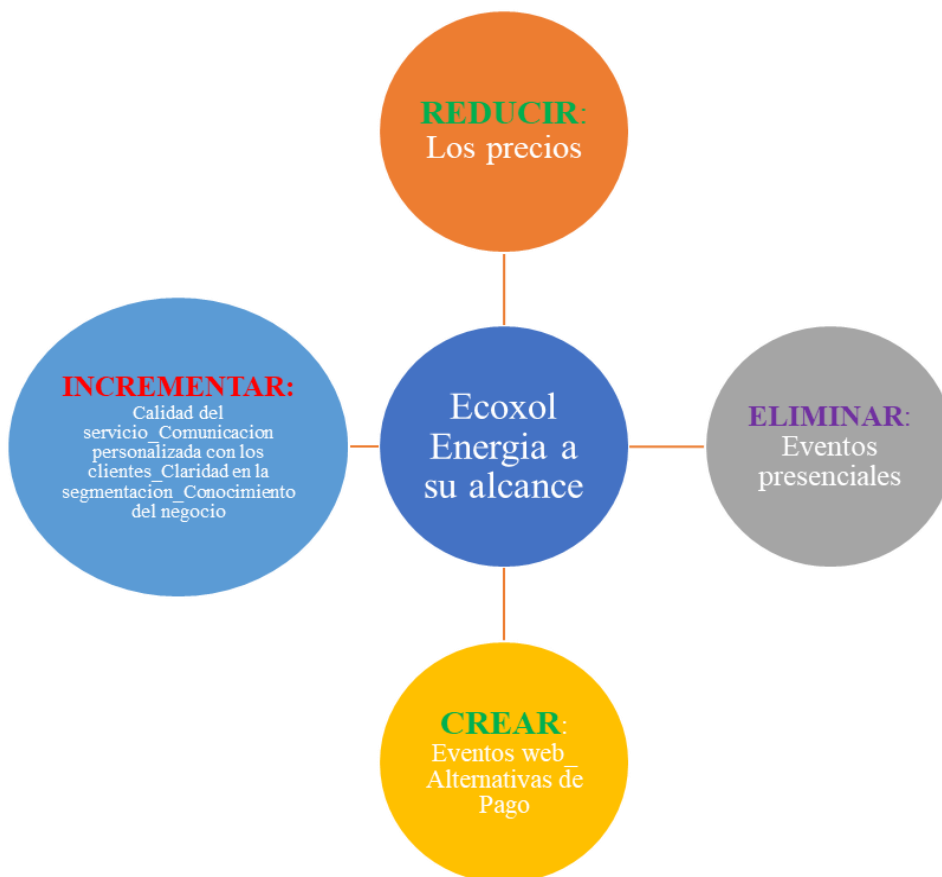 REDUCIR:
Los precios
INCREMENTAR:
Calidad del
servicio_Comunicacion
personalizada con los
clientes_Claridad en la
segmentacion_Conocimiento
del negocio
Ecoxol
Energia a
su alcance
ELIMINAR:
Eventos
presenciales
CREAR:
Eventos web_
Alternativas de
Pago